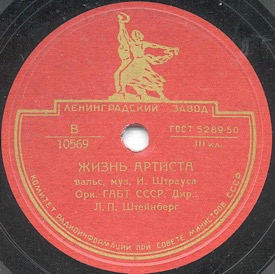 ЛЕНИНГРАДСКИЙ ЗАВОД
В
10569
ГОСТ 5289-50
III кл.
ЖИЗНЬ АРТИСТА
вальс, муз. И. Штрауса
Орк. ГАБТ СССР, Дир.:
Л.П. Штейнберг
КОМИТЕТ РАДИОИНФОРМАЦИИ ПРИ СОВЕТЕ МИНИСТРОВ СССР